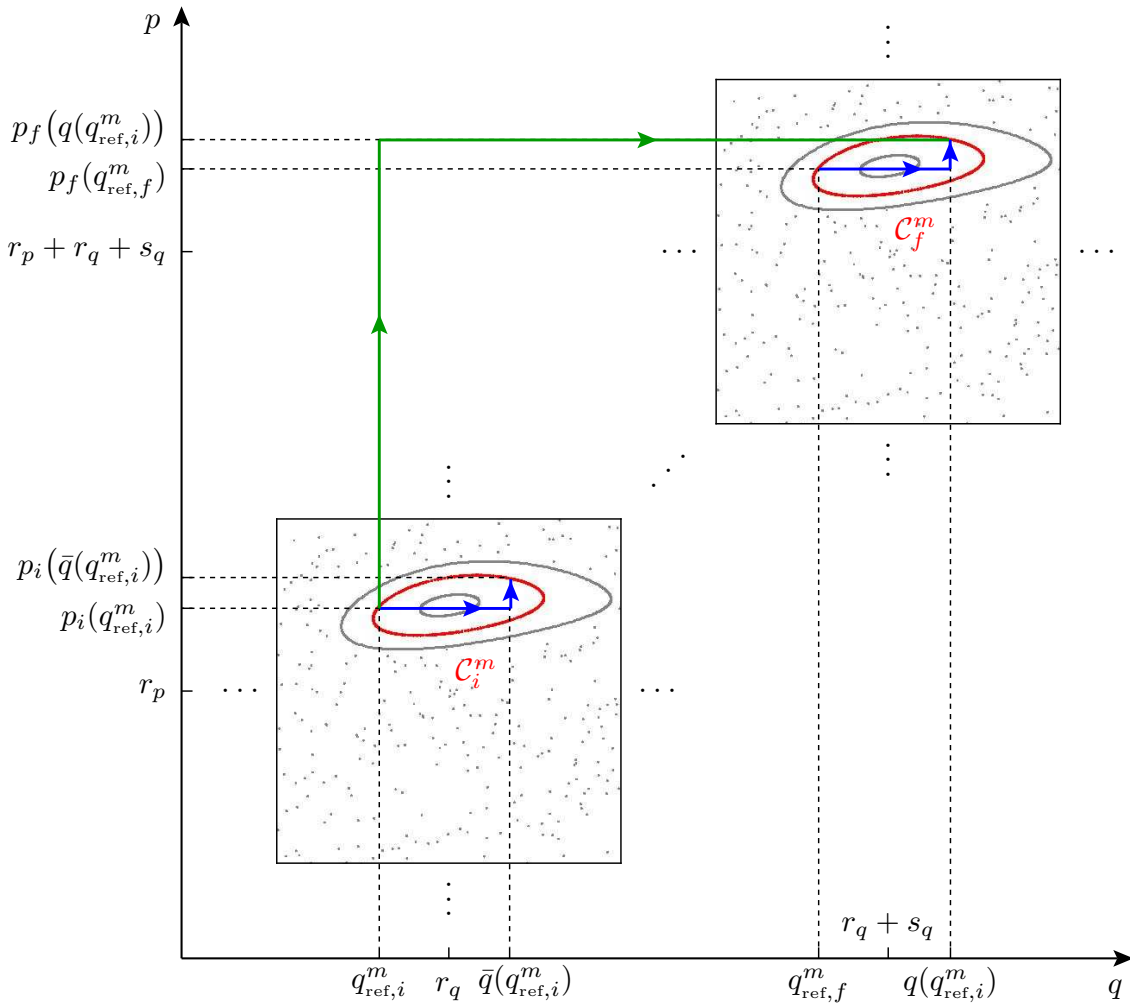 p
p_f(q(q^m_{ref,i}))
p_f(q^m_{ref,f})
r_p + r_q + s_q
C^m_f
p_i(q̄(q^m_{ref,i}))
p_i(q^m_{ref,i})
C^m_i
r_p
r_q + s_q
q^m_{ref,i} r_q q̄(q^m_{ref,i}) q^m_{ref,f} q(q^m_{ref,i}) q